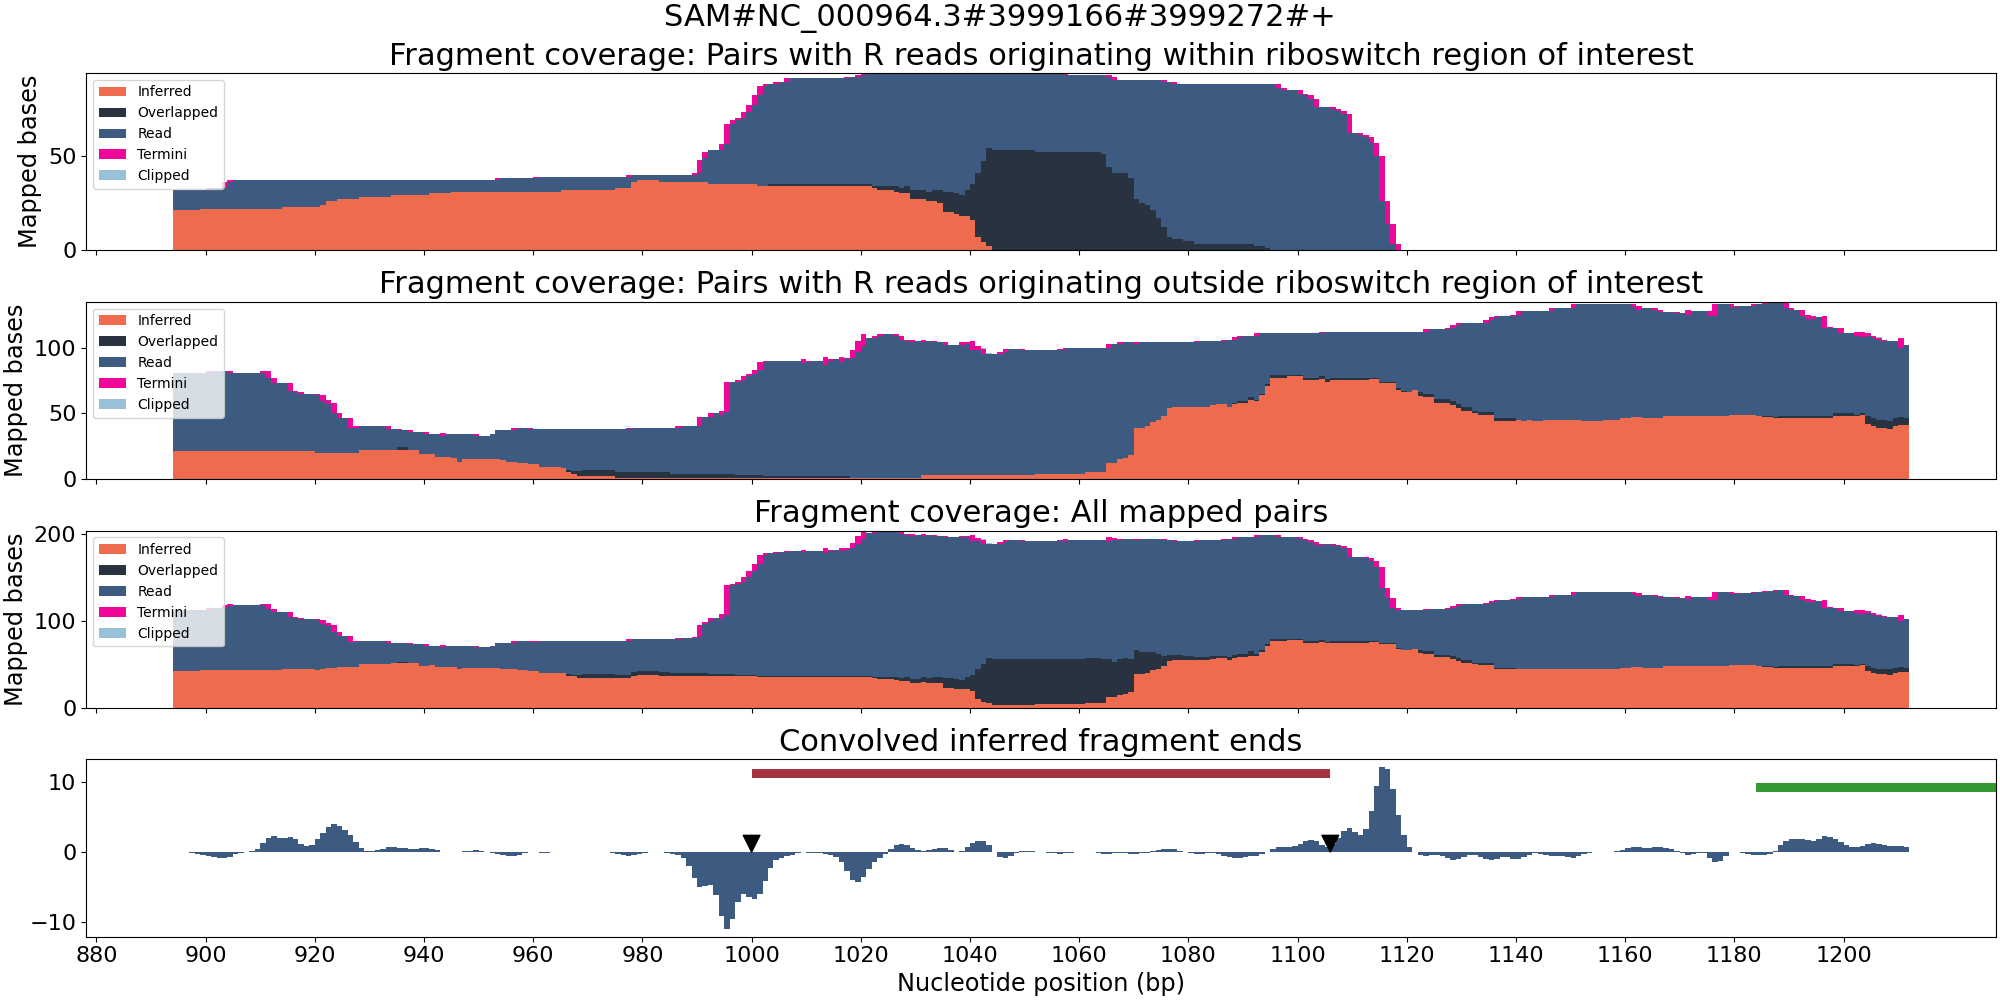 SAM#NC_000964.3#3999166#3999272#+
Fragment coverage: Pairs with R reads originating within riboswitch region of interest
Mapped bases
50
0
Inferred
Overlapped
Read
Termini
Clipped
Fragment coverage: Pairs with R reads originating outside riboswitch region of interest
Mapped bases
100
50
0
Inferred
Overlapped
Read
Termini
Clipped
Fragment coverage: All mapped pairs
Mapped bases
200
100
0
Inferred
Overlapped
Read
Termini
Clipped
Convolved inferred fragment ends
10
0
−10
880 900 920 940 960 980 1000 1020 1040 1060 1080 1100 1120 1140 1160 1180 1200
Nucleotide position (bp)